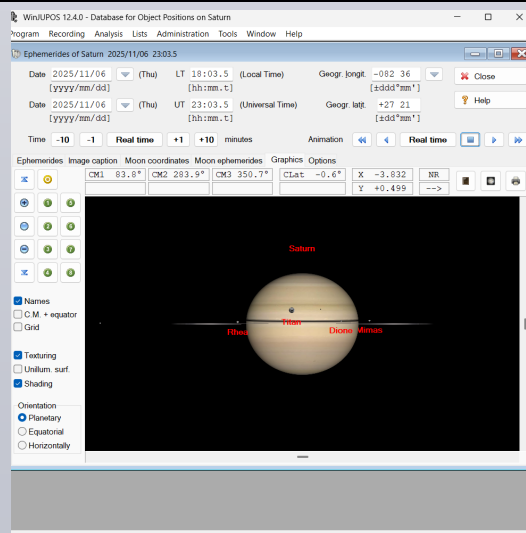 WinJUPOS 12.4.0 - Database for Object Positions on Saturn
Program Recording Analysis Lists Administration Tools Window Help
Ephemerides of Saturn 2025/11/06 23:03.5
Date 2025/11/06 (Thu) LT 18:03.5 (Local Time) Geogr. longit. -082 36 Close
[yyyy/mm/dd] [hh:mm.t] [±ddd°mm']
Date 2025/11/06 (Thu) UT 23:03.5 (Universal Time) Geogr. latit. +27 21 Help
[yyyy/mm/dd] [hh:mm.t] [±dd°mm']
Time -10 -1 Real time +1 +10 minutes Animation Real time
Ephemerides Image caption Moon coordinates Moon ephemerides Graphics Options
CM1 83.8° CM2 283.9° CM3 350.7° CLat -0.6° X -3.832 NR
Y +0.499 -->
Saturn
Titan
Rhea Dione Mimas
Names
C.M. + equator
Grid
Texturing
Unillum. surf.
Shading
Orientation
Planetary
Equatorial
Horizontally